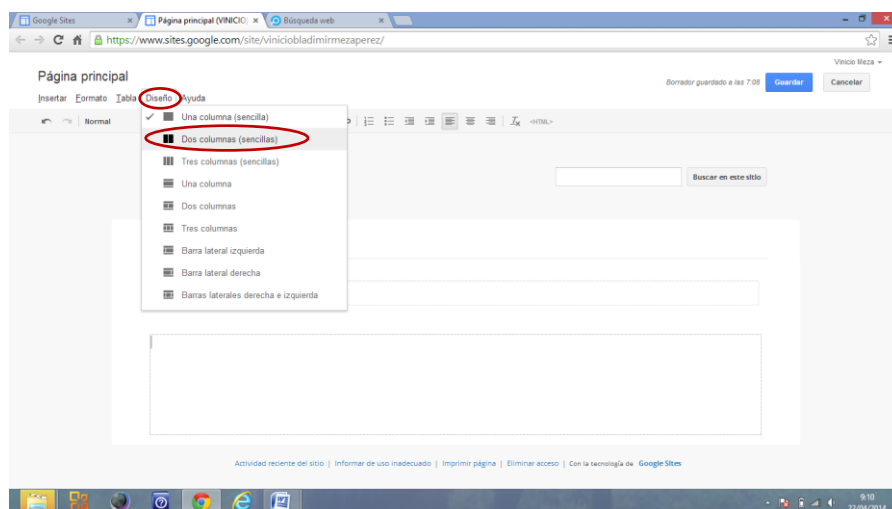 Google Sites
Página principal (VINICIO
Búsqueda web
https://www.sites.google.com/site/viniciobladimirmezaperez/
Vinicio Meza
Página principal
Borrador guardado a las 7:08
Guardar
Cancelar
Insertar Formato Tabla Diseño Ayuda
Normal
<HTML>
Una columna (sencilla)
Dos columnas (sencillas)
Tres columnas (sencillas)
Una columna
Dos columnas
Tres columnas
Barra lateral izquierda
Barra lateral derecha
Barras laterales derecha e izquierda
Buscar en este sitio
Actividad reciente del sitio | Informar de uso inadecuado | Imprimir página | Eliminar acceso | Con la tecnología de Google Sites
9:10
22/04/2014